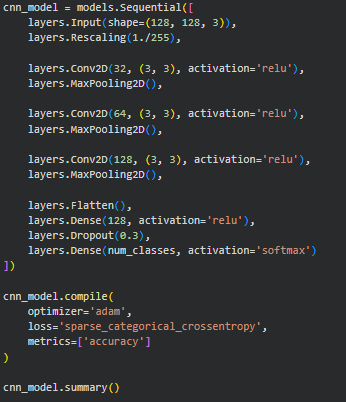 cnn_model = models.Sequential([
    layers.Input(shape=(128, 128, 3)),
    layers.Rescaling(1./255),

    layers.Conv2D(32, (3, 3), activation='relu'),
    layers.MaxPooling2D(),

    layers.Conv2D(64, (3, 3), activation='relu'),
    layers.MaxPooling2D(),

    layers.Conv2D(128, (3, 3), activation='relu'),
    layers.MaxPooling2D(),

    layers.Flatten(),
    layers.Dense(128, activation='relu'),
    layers.Dropout(0.3),
    layers.Dense(num_classes, activation='softmax')
])

cnn_model.compile(
    optimizer='adam',
    loss='sparse_categorical_crossentropy',
    metrics=['accuracy']
)

cnn_model.summary()